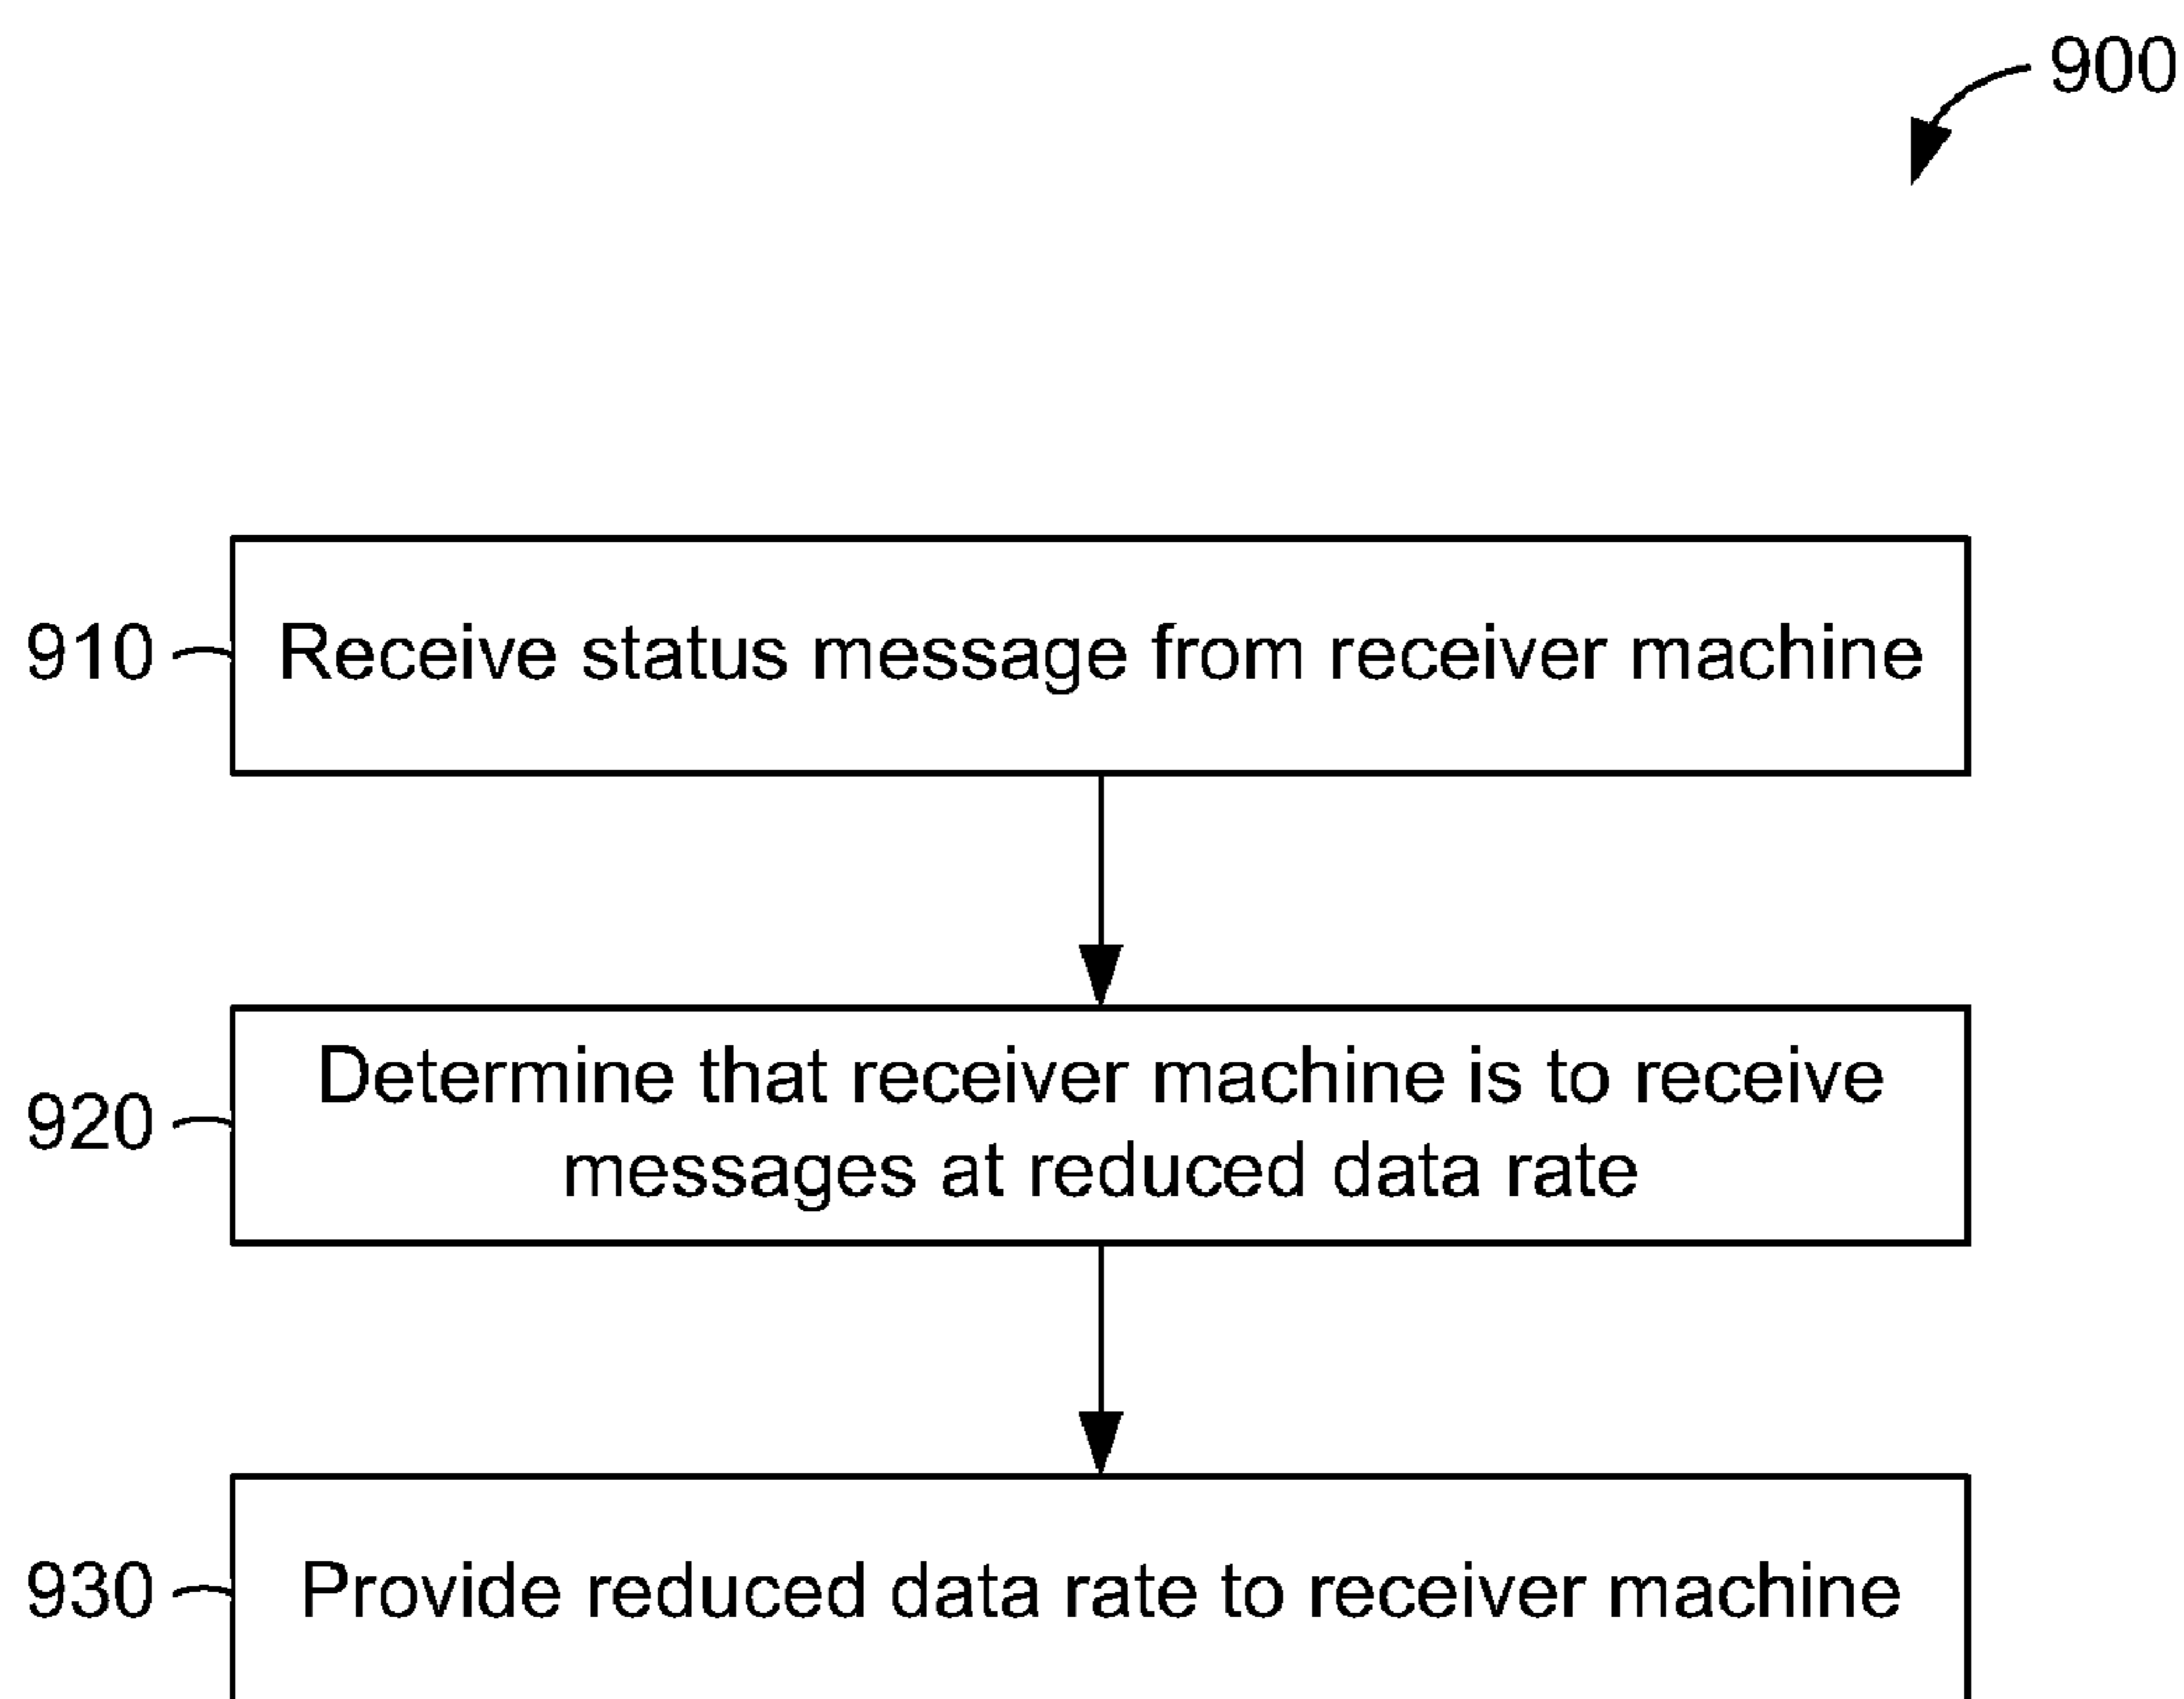 900
910
Receive status message from receiver machine
920
Determine that receiver machine is to receive
messages at reduced data rate
930
Provide reduced data rate to receiver machine